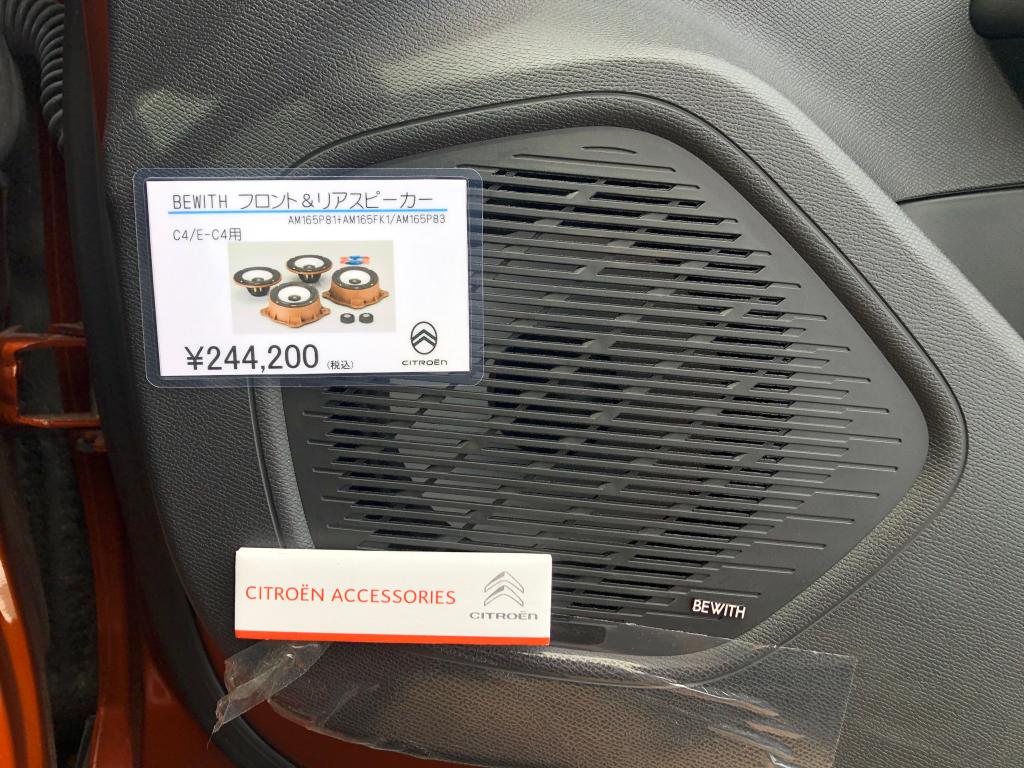 BEWITH フロント&リアスピーカー
AM165P81+AM165FK1/AM165P83
C4/E-C4用
¥244,200(税込)
CITROËN
CITROËN ACCESSORIES
CITROËN
BEWITH